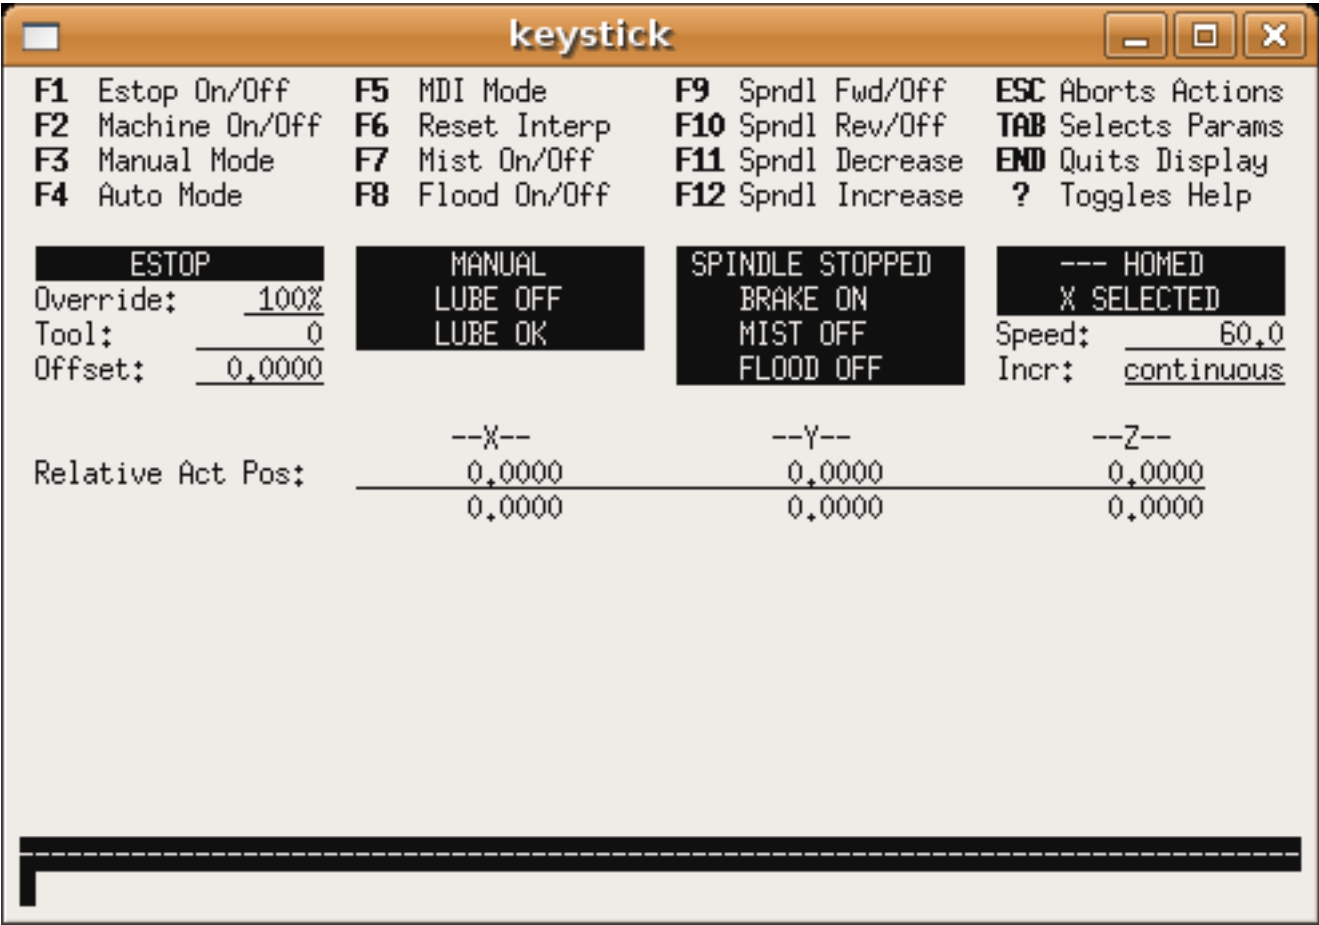 keystick
F1 Estop On/Off F5 MDI Mode F9 Spndl Fwd/Off ESC Aborts Actions
F2 Machine On/Off F6 Reset Interp F10 Spndl Rev/Off TAB Selects Params
F3 Manual Mode F7 Mist On/Off F11 Spndl Decrease END Quits Display
F4 Auto Mode F8 Flood On/Off F12 Spndl Increase ? Toggles Help
ESTOP MANUAL SPINDLE STOPPED --- HOMED
Override: 100% LUBE OFF BRAKE ON X SELECTED
Tool: 0 LUBE OK MIST OFF Speed: 60.0
Offset: 0.0000 FLOOD OFF Incr: continuous
--X-- --Y-- --Z--
Relative Act Pos: 0.0000 0.0000 0.0000
0.0000 0.0000 0.0000
--------------------------------------------------------------------------------